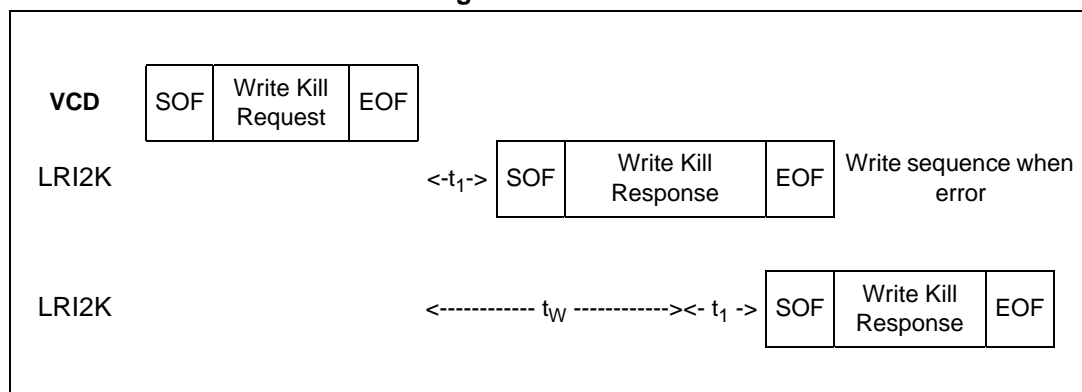 VCD SOF Write Kill Request EOF
LRI2K <-t1-> SOF Write Kill Response EOF Write sequence when error
LRI2K <------------ tW ------------><- t1 -> SOF Write Kill Response EOF